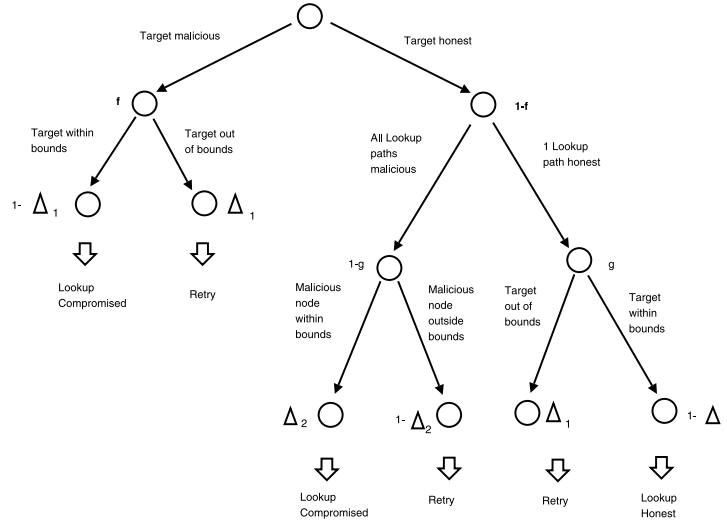 Target malicious
Target honest
f
1-f
Target within
bounds
Target out
of bounds
All Lookup
paths
malicious
1 Lookup
path honest
1- Δ 1
Δ 1
Lookup
Compromised
Retry
1-g
g
Malicious
node
within
bounds
Malicious
node
outside
bounds
Target
out of
bounds
Target
within
bounds
Δ 2
1- Δ 2
Δ 1
1- Δ
Lookup
Compromised
Retry
Retry
Lookup
Honest